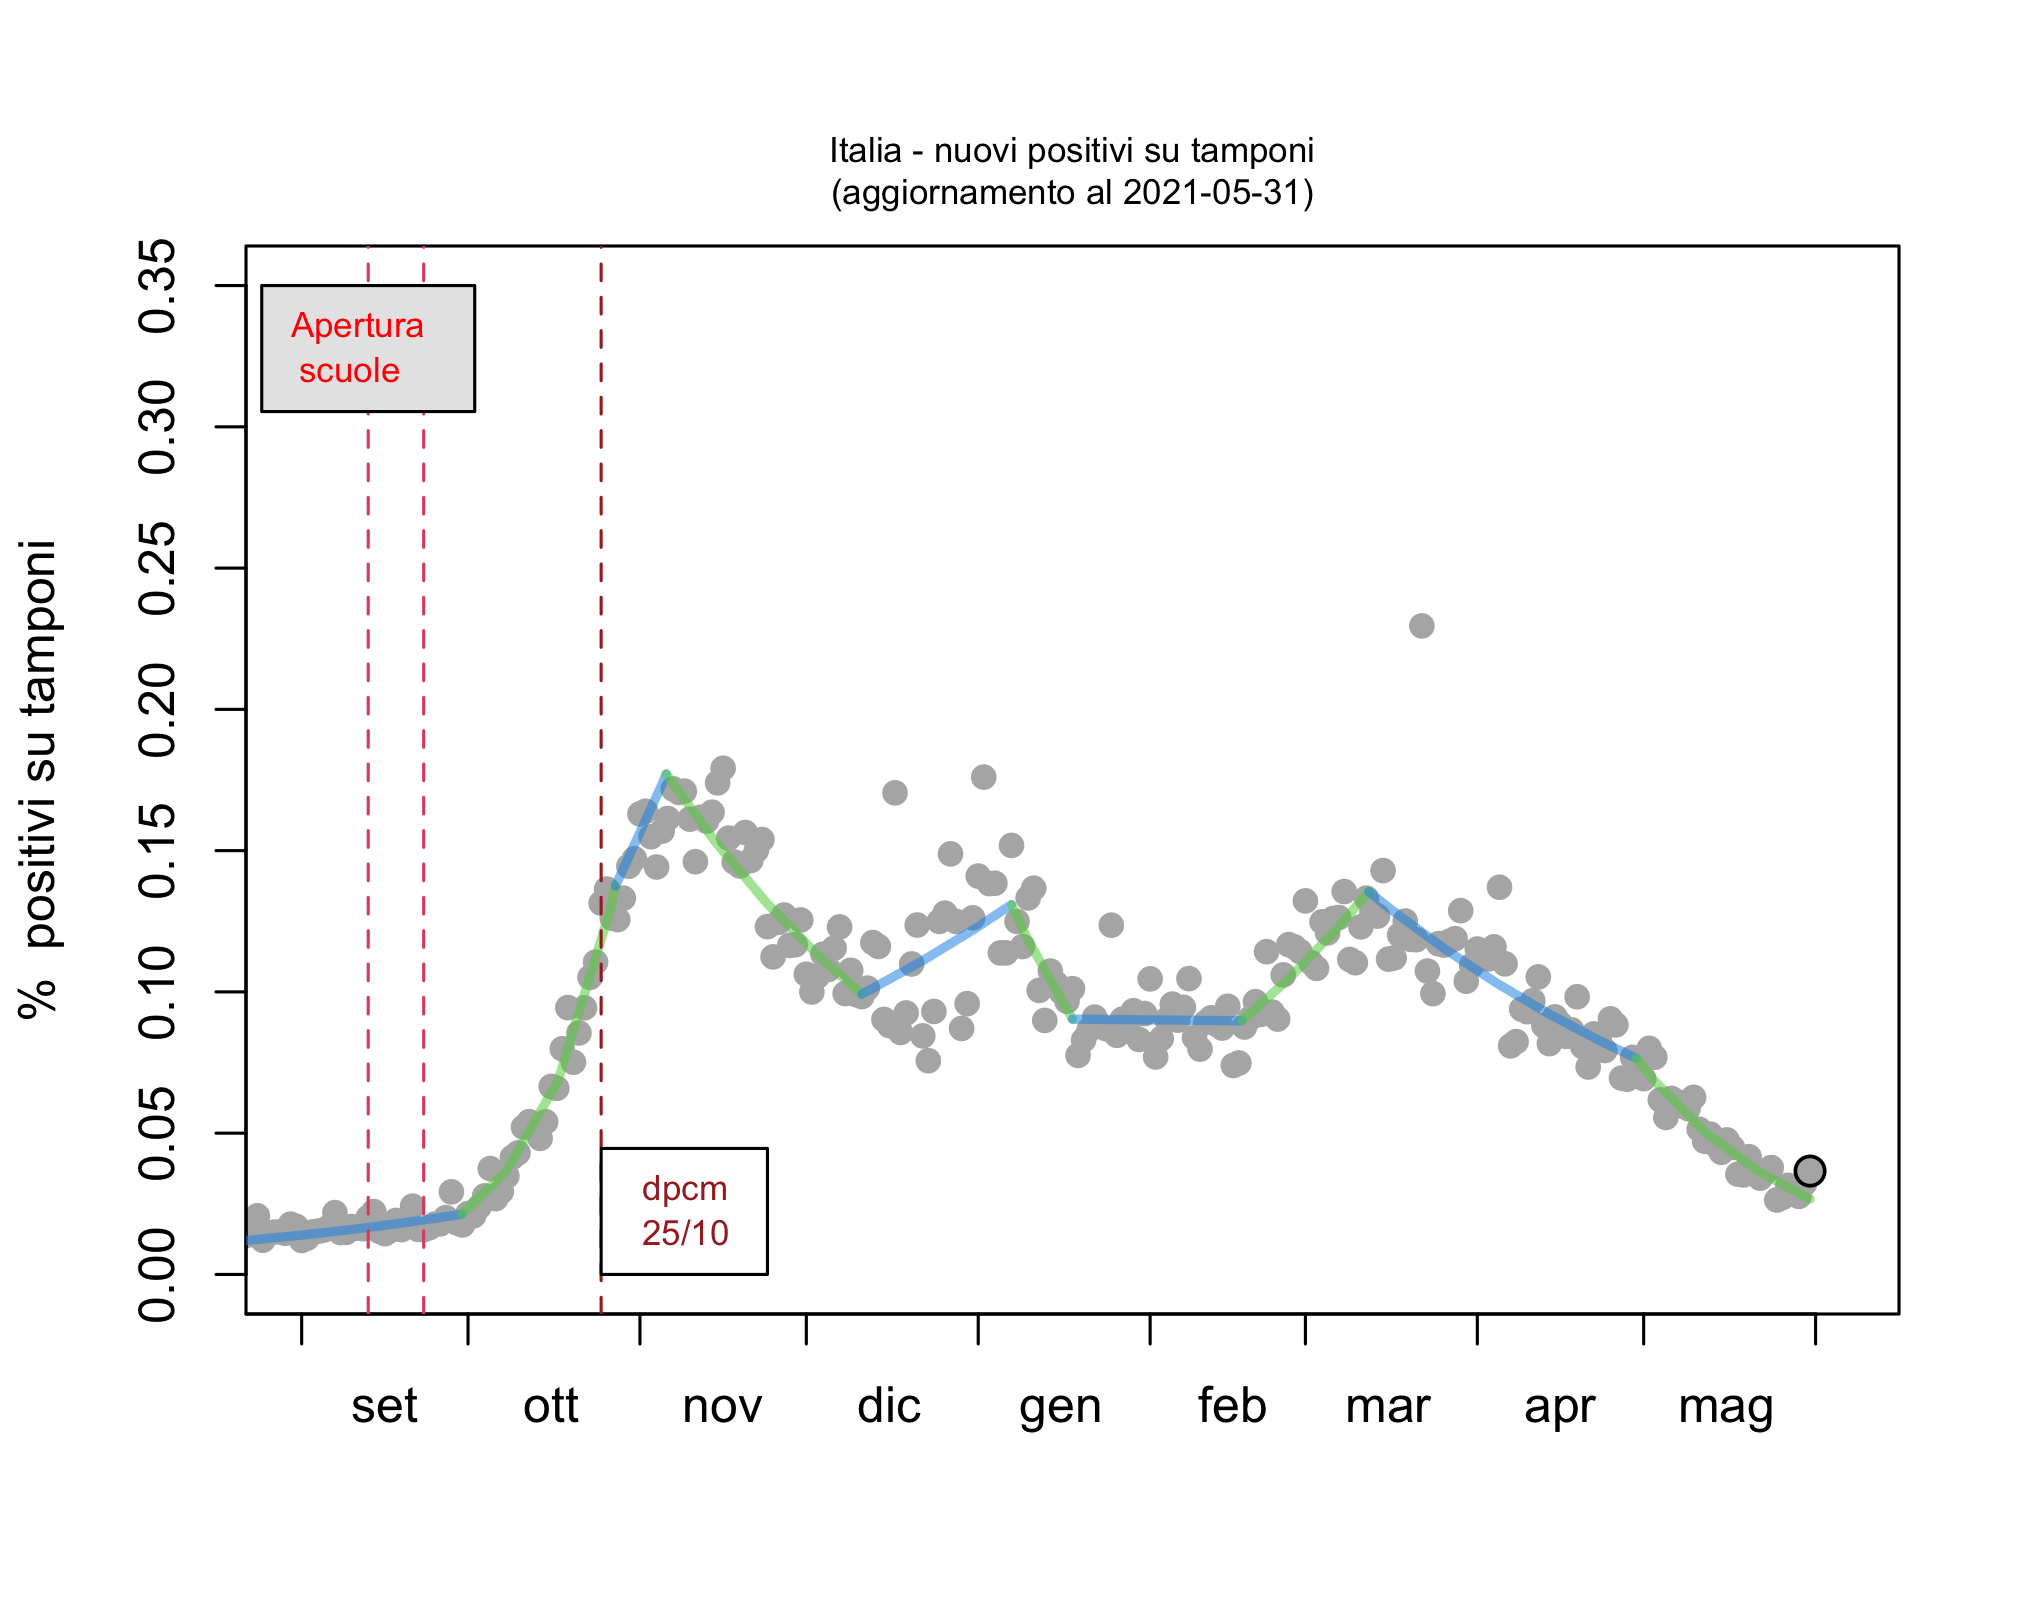 Italia - nuovi positivi su tamponi
(aggiornamento al 2021-05-31)
% positivi su tamponi
0.35
0.30
0.25
0.20
0.15
0.10
0.05
0.00
Apertura
scuole
dpcm
25/10
set ott nov dic gen feb mar apr mag